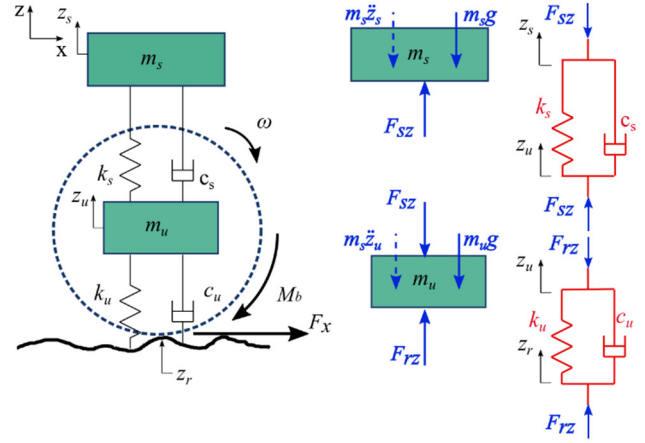 z
x
z_s
m_s
ω
k_s
c_s
z_u
m_u
k_u
c_u
M_b
F_x
z_r
m_s z̈_s
m_s g
m_s
F_sz
F_sz
m_s z̈_u
m_u g
m_u
F_rz
F_sz
z_s
k_s
c_s
z_u
F_sz
F_rz
z_u
k_u
c_u
z_r
F_rz